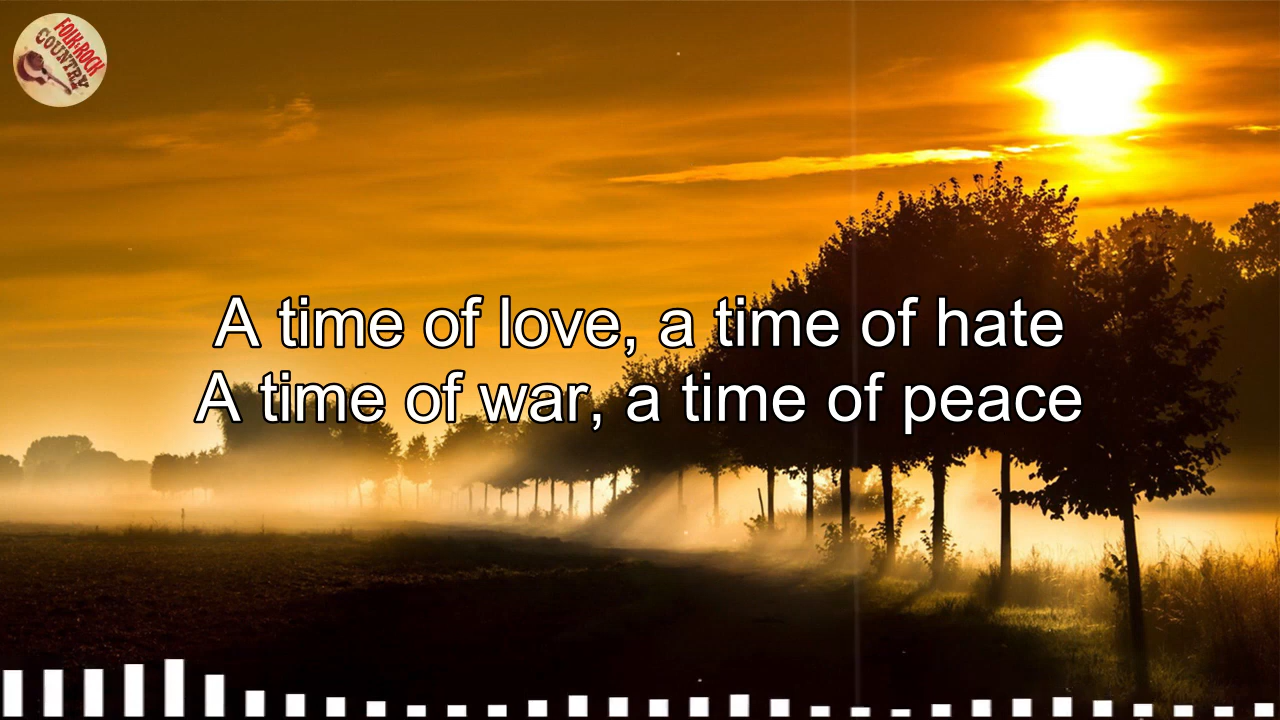 FOLK-ROCK
COUNTRY
A time of love, a time of hate
A time of war, a time of peace